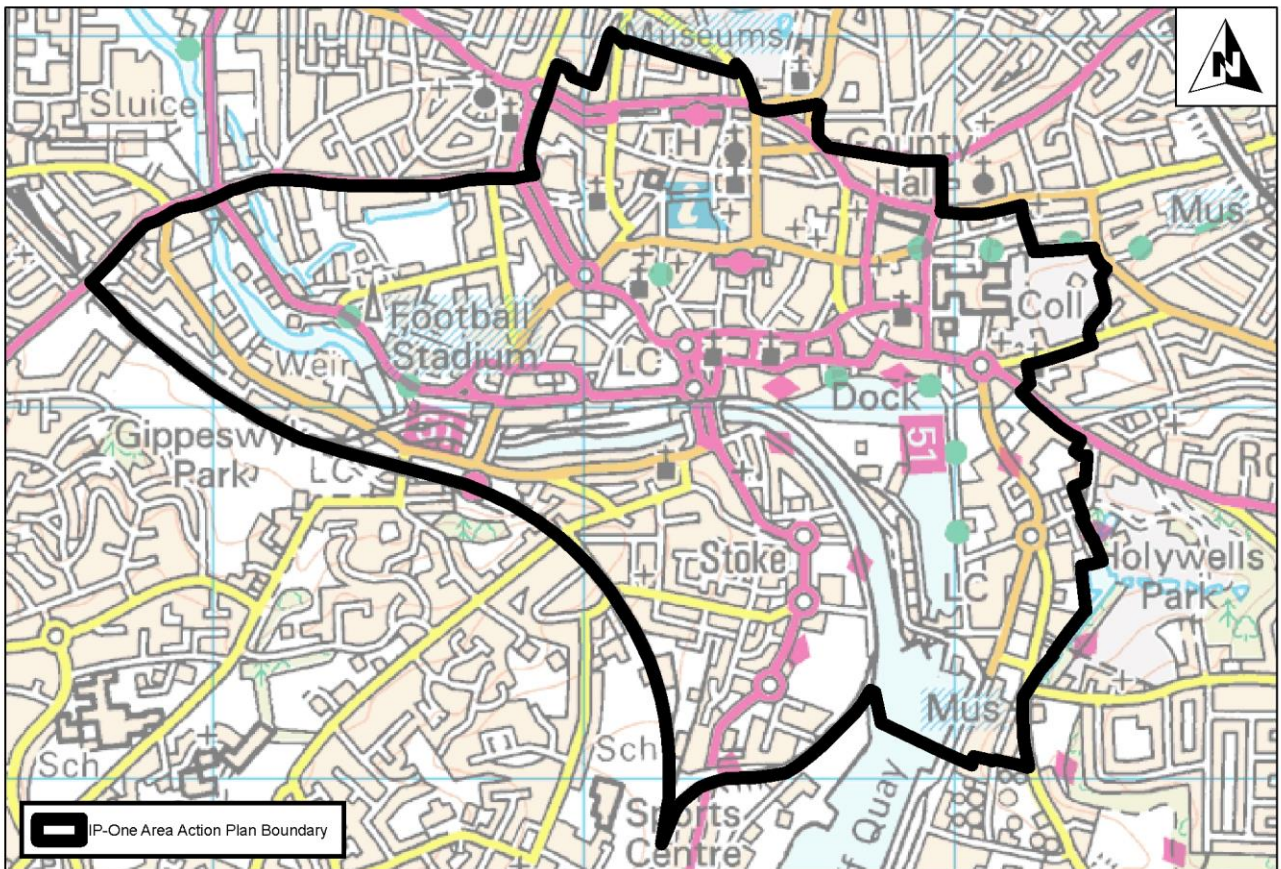 Museums
N
Sluice
TH
County
Hall
Mus
Coll
Football
Stadium
LC
Weir
Dock
51
Gippeswyk
Park
LC
Stoke
LC
Holywells
Park
Mus
Sch
Sch
Sports
Centre
Quay
IP-One Area Action Plan Boundary